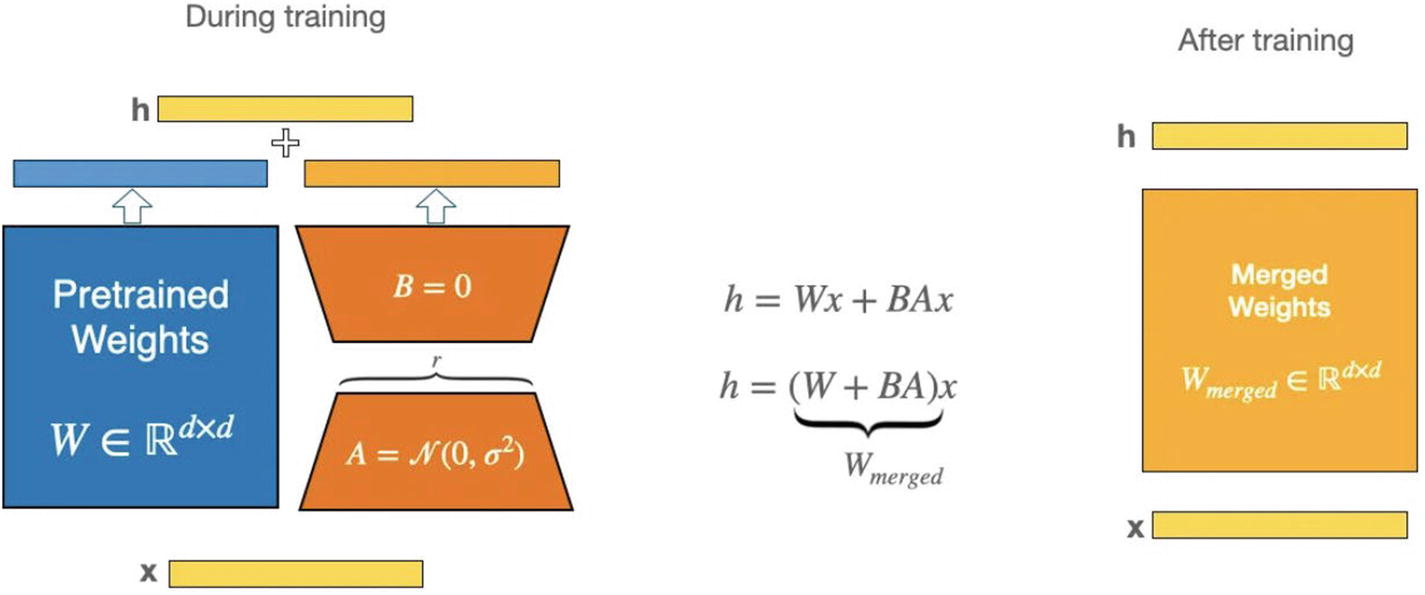 During training
h
+
Pretrained
Weights
W ∈ ℝ^{d×d}
B = 0
r
A = 𝒩(0, σ²)
x
h = Wx + BAx
h = (W + BA)x
W_{merged}
After training
h
Merged
Weights
W_{merged} ∈ ℝ^{d×d}
x